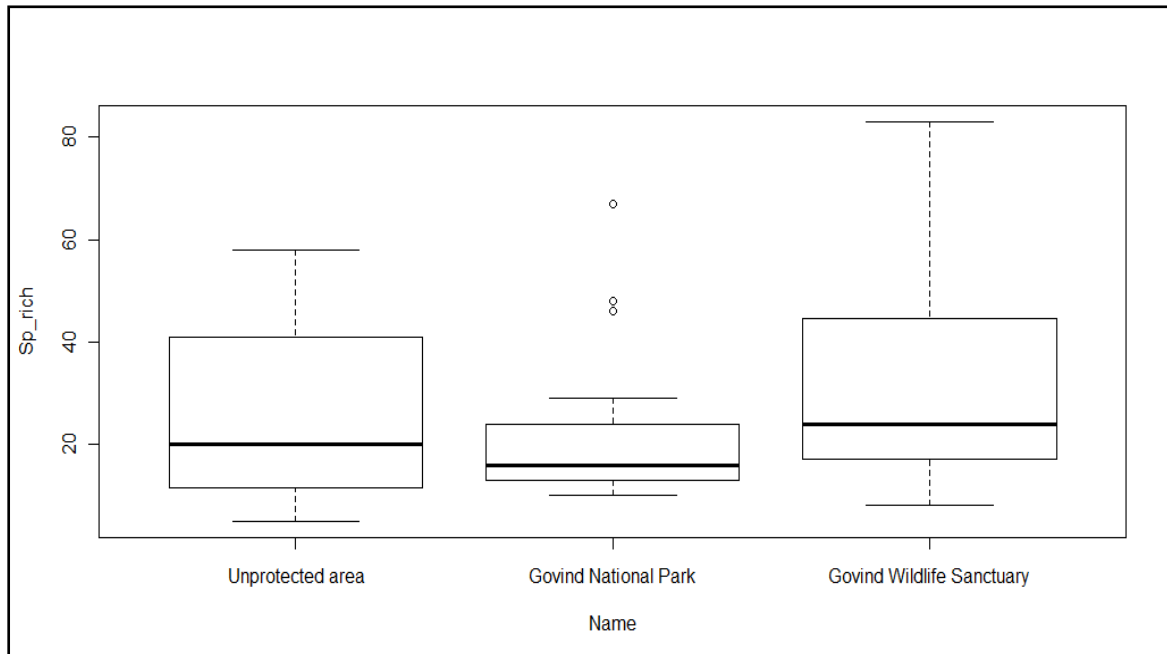 Sp_rich
80
60
40
20
Unprotected area
Govind National Park
Govind Wildlife Sanctuary
Name